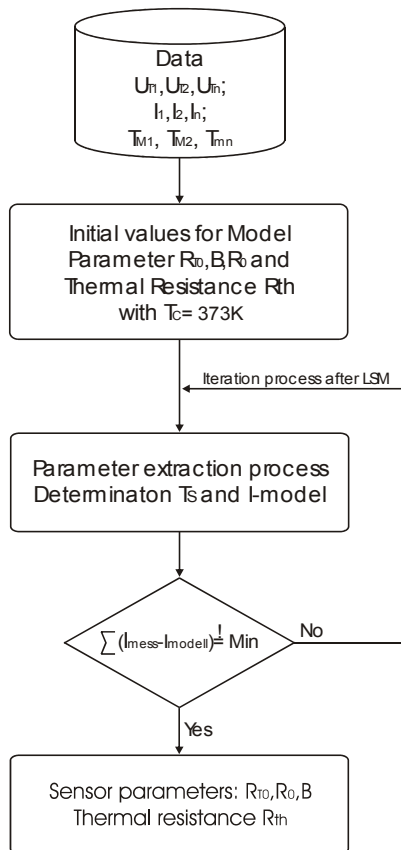 Data
UT1,UT2,UTn;
I1,I2,In;
TM1, TM2, Tmn
Initial values for Model
Parameter RT0,B,R0 and
Thermal Resistance Rth
with TC= 373K
Iteration process after LSM
Parameter extraction process
Determinaton TS and I-model
∑(Imess-Imodell)=! Min
No
Yes
Sensor parameters: RT0,R0,B
Thermal resistance Rth